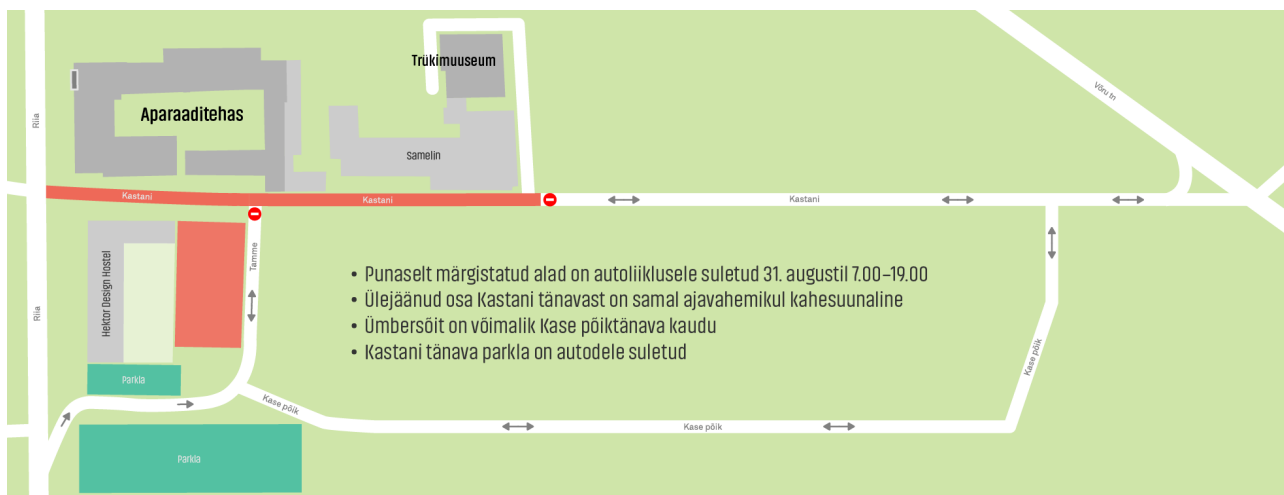 Trükimuuseum
Võru tn
Aparaaditehas
Riia
Samelin
Kastani
Kastani
Kastani
Tamme
Hektor Design Hostel
• Punaselt märgistatud alad on autoliiklusele suletud 31. augustil 7.00–19.00
• Ülejäänud osa Kastani tänavast on samal ajavahemikul kahesuunaline
• Ümbersõit on võimalik Kase põiktänava kaudu
• Kastani tänava parkla on autodele suletud
Riia
Kase põik
Parkla
Kase põik
Kase põik
Parkla